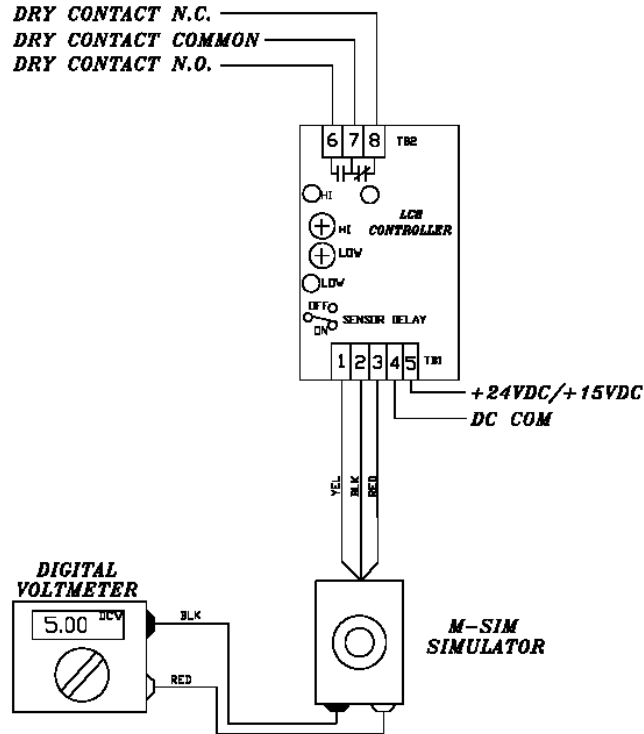 DRY CONTACT N.C.
DRY CONTACT COMMON
DRY CONTACT N.O.
6 7 8 TB2
HI
LC2
CONTROLLER
HI
LOW
LOW
OFF
SENSOR DELAY
ON
1 2 3 4 5 TB1
+24VDC/+15VDC
DC COM
YEL
BLK
RED
DIGITAL
VOLTMETER
5.00 DCV
BLK
RED
M-SIM
SIMULATOR